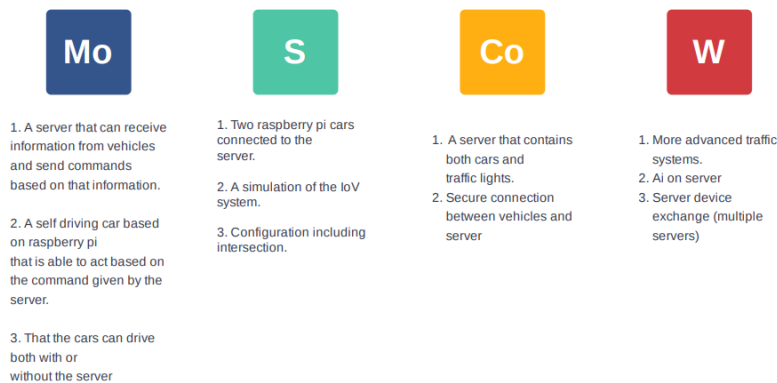 Mo
1. A server that can receive
information from vehicles
and send commands
based on that information.
2. A self driving car based
on raspberry pi
that is able to act based on
the command given by the
server.
3. That the cars can drive
both with or
without the server
S
1. Two raspberry pi cars
connected to the
server.
2. A simulation of the IoV
system.
3. Configuration including
intersection.
Co
1. A server that contains
both cars and
traffic lights.
2. Secure connection
between vehicles and
server
W
1. More advanced traffic
systems.
2. Ai on server
3. Server device
exchange (multiple
servers)